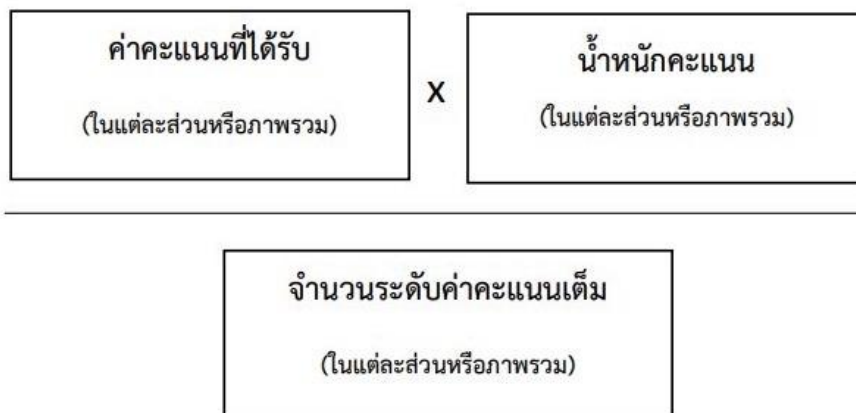 ค่าคะแนนที่ได้รับ
(ในแต่ละส่วนหรือภาพรวม)
X
น้ำหนักคะแนน
(ในแต่ละส่วนหรือภาพรวม)
จำนวนระดับค่าคะแนนเต็ม
(ในแต่ละส่วนหรือภาพรวม)